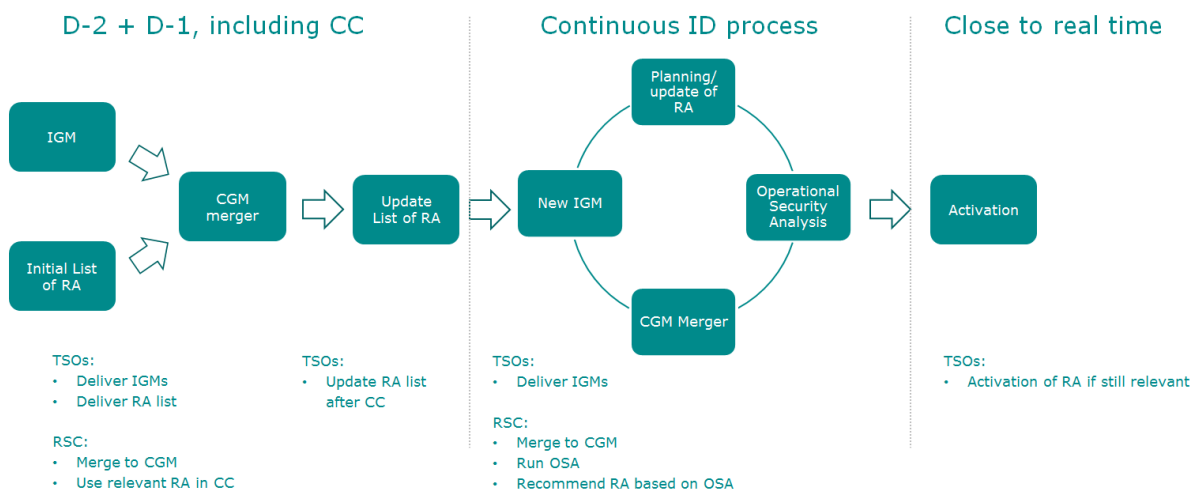 D-2 + D-1, including CC
Continuous ID process
Close to real time
IGM
Initial List
of RA
CGM
merger
Update
List of RA
New IGM
Planning/
update of
RA
Operational
Security
Analysis
CGM Merger
Activation
TSOs:
• Deliver IGMs
• Deliver RA list
RSC:
• Merge to CGM
• Use relevant RA in CC
TSOs:
• Update RA list
after CC
TSOs:
• Deliver IGMs
RSC:
• Merge to CGM
• Run OSA
• Recommend RA based on OSA
TSOs:
• Activation of RA if still relevant